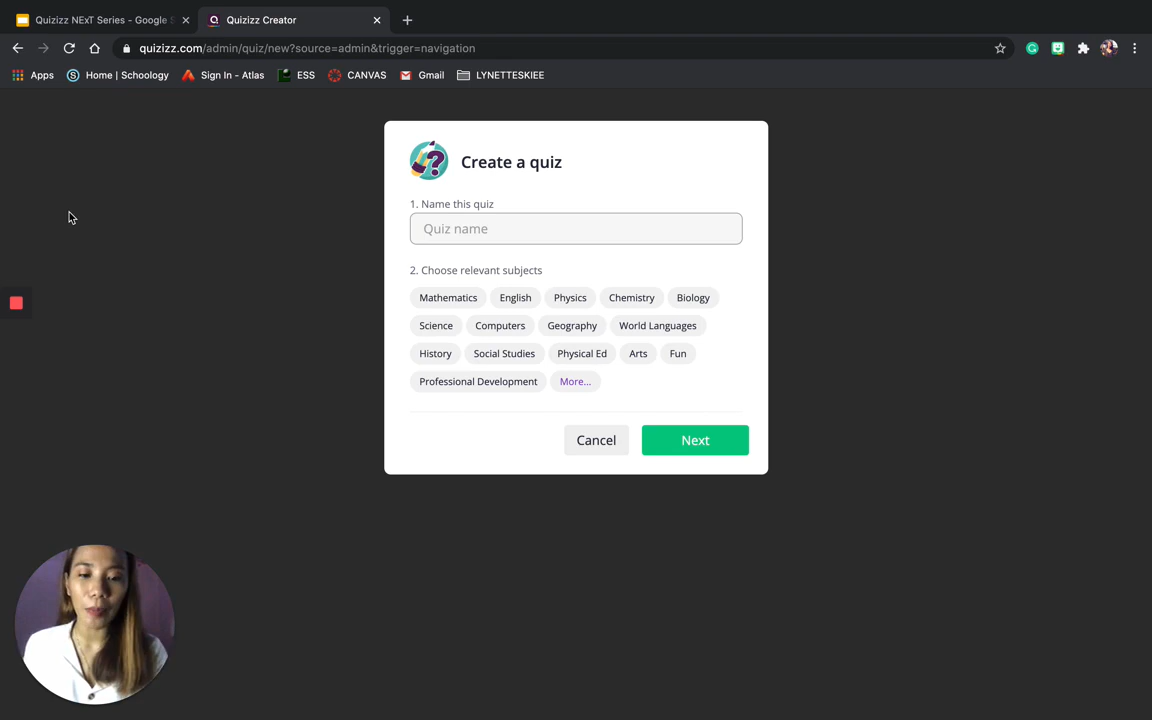 Quizizz NExT Series - Google S
Quizizz Creator
quizizz.com/admin/quiz/new?source=admin&trigger=navigation
Apps
Home | Schoology
Sign In - Atlas
ESS
CANVAS
Gmail
LYNETTESKIEE
Create a quiz
1. Name this quiz
Quiz name
2. Choose relevant subjects
Mathematics English Physics Chemistry Biology
Science Computers Geography World Languages
History Social Studies Physical Ed Arts Fun
Professional Development More...
Cancel Next